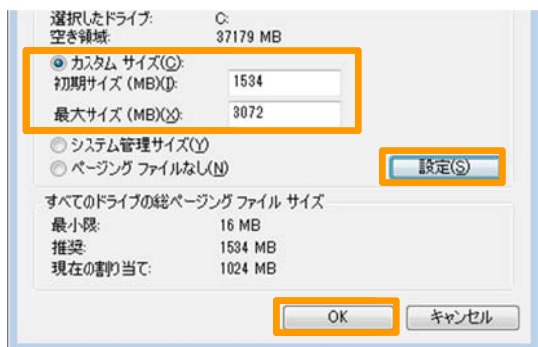 選択したドライブ: C:
空き領域: 37179 MB
カスタム サイズ(C):
初期サイズ (MB)(I): 1534
最大サイズ (MB)(X): 3072
システム管理サイズ(Y)
ページング ファイルなし(N)
設定(S)
すべてのドライブの総ページング ファイル サイズ
最小限: 16 MB
推奨: 1534 MB
現在の割り当て: 1024 MB
OK キャンセル